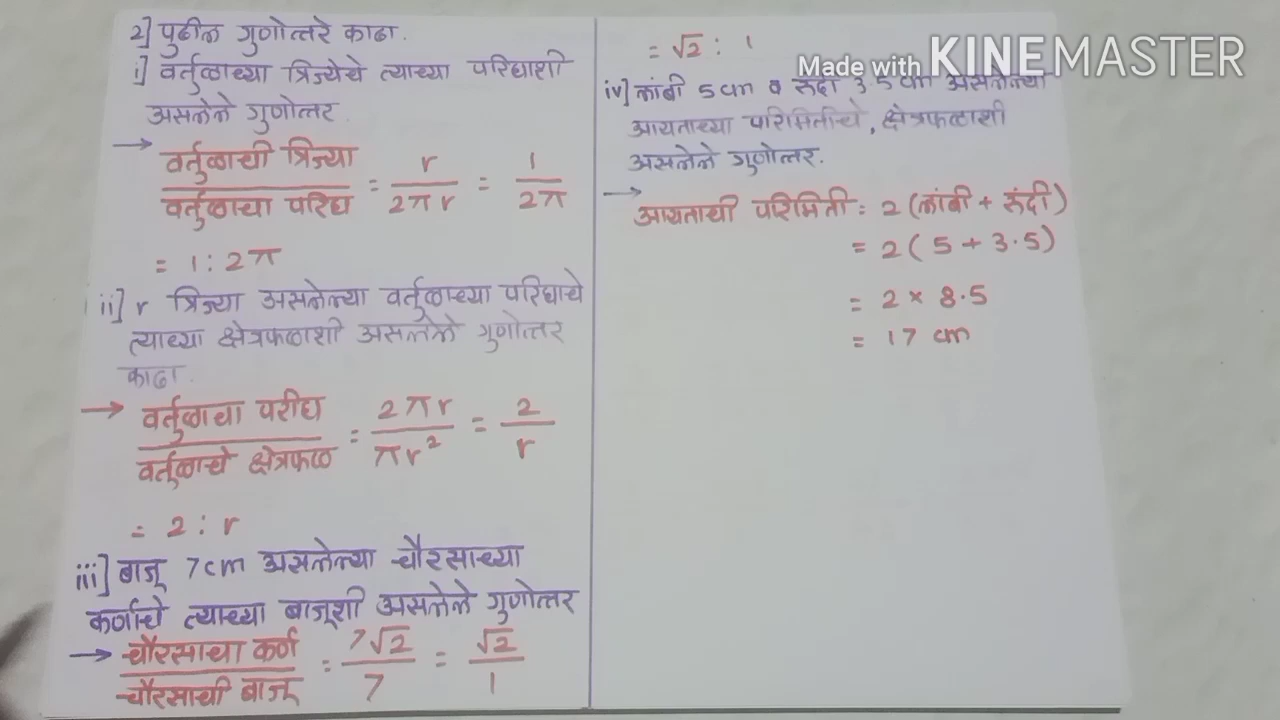 2] पुढील गुणोत्तरे काढा.
i] वर्तुळाच्या त्रिज्येचे त्याच्या परिघाशी
असलेले गुणोत्तर.
→ वर्तुळाची त्रिज्या / वर्तुळाचा परिघ = r / 2πr = 1 / 2π
= 1 : 2π
ii] r त्रिज्या असलेल्या वर्तुळाच्या परिघाचे
त्याच्या क्षेत्रफळाशी असलेले गुणोत्तर
काढा.
→ वर्तुळाचा परीघ / वर्तुळाचे क्षेत्रफळ = 2πr / πr² = 2 / r
= 2 : r
iii] बाजू 7cm असलेल्या चौरसाच्या
कर्णाचे त्याच्या बाजूशी असलेले गुणोत्तर
→ चौरसाचा कर्ण / चौरसाची बाजू = 7√2 / 7 = √2 / 1
= √2 : 1
Made with KINEMASTER
iv] लांबी 5cm व रुंदी 3.5cm असलेल्या
आयताच्या परिमितीचे, क्षेत्रफळाशी
असलेले गुणोत्तर.
→ आयताची परिमिती = 2 (लांबी + रुंदी)
= 2 ( 5 + 3.5)
= 2 × 8.5
= 17 cm